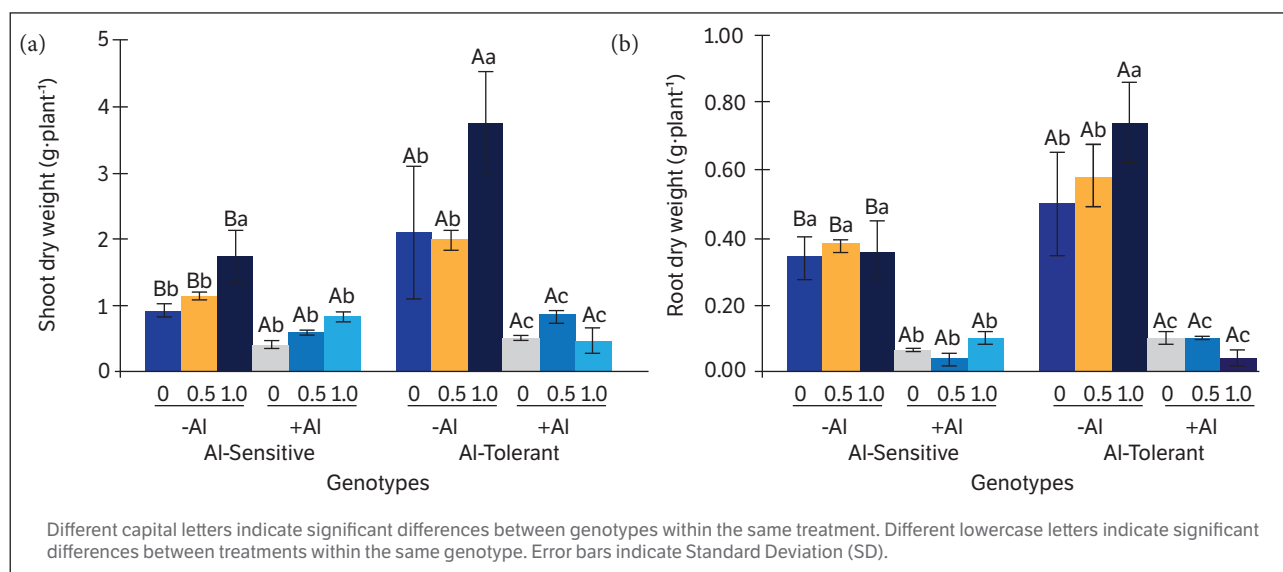 (a)
Shoot dry weight (g·plant⁻¹)
5
4
3
2
1
0
Bb Bb Ba Ab Ab Ab Ab Ab Aa Ac Ac Ac
0 0.5 1.0 0 0.5 1.0 0 0.5 1.0 0 0.5 1.0
-Al +Al -Al +Al
Al-Sensitive Al-Tolerant
Genotypes
(b)
Root dry weight (g·plant⁻¹)
1.00
0.80
0.60
0.40
0.20
0.00
Ba Ba Ba Ab Ab Ab Ab Ab Aa Ac Ac Ac
0 0.5 1.0 0 0.5 1.0 0 0.5 1.0 0 0.5 1.0
-Al +Al -Al +Al
Al-Sensitive Al-Tolerant
Genotypes
Different capital letters indicate significant differences between genotypes within the same treatment. Different lowercase letters indicate significant
differences between treatments within the same genotype. Error bars indicate Standard Deviation (SD).